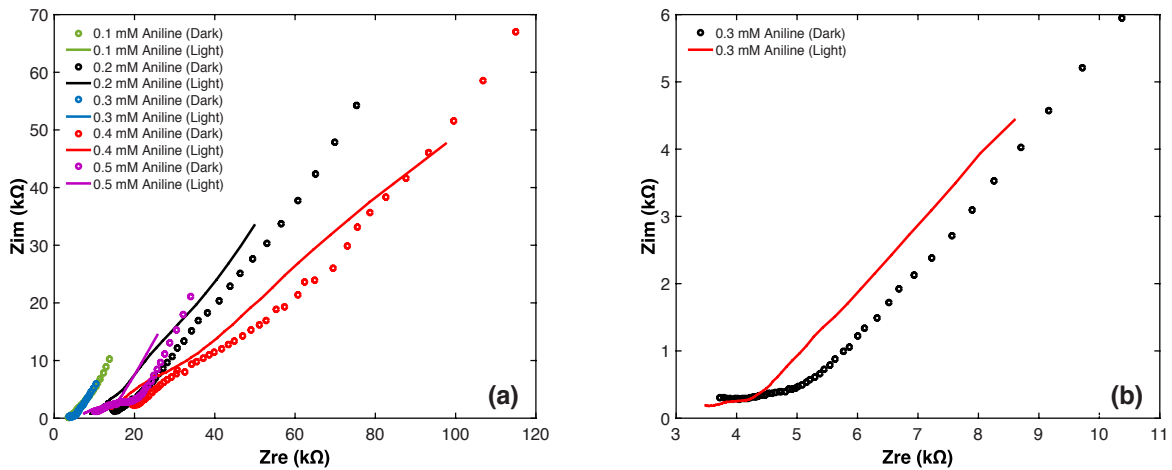 70
60
50
40
30
20
10
0
0
20
40
60
80
100
120
Zim (kΩ)
Zre (kΩ)
0.1 mM Aniline (Dark)
0.1 mM Aniline (Light)
0.2 mM Aniline (Dark)
0.2 mM Aniline (Light)
0.3 mM Aniline (Dark)
0.3 mM Aniline (Light)
0.4 mM Aniline (Dark)
0.4 mM Aniline (Light)
0.5 mM Aniline (Dark)
0.5 mM Aniline (Light)
(a)
6
5
4
3
2
1
0
3
4
5
6
7
8
9
10
11
Zim (kΩ)
Zre (kΩ)
0.3 mM Aniline (Dark)
0.3 mM Aniline (Light)
(b)